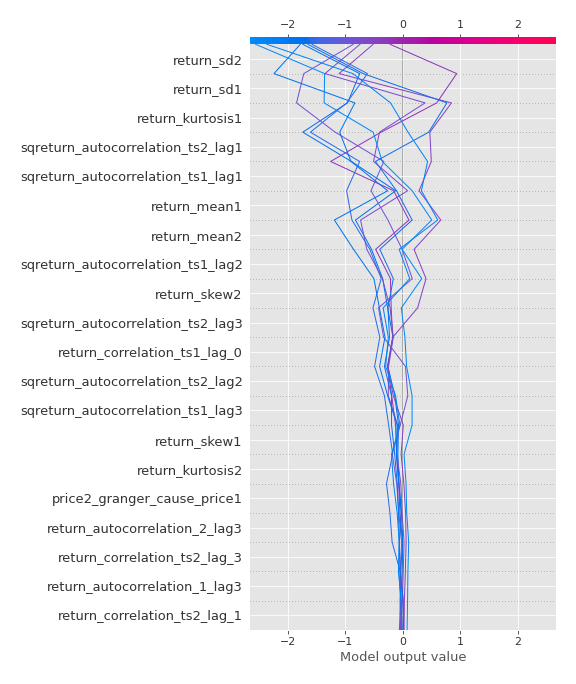 −2 −1 0 1 2
return_sd2
return_sd1
return_kurtosis1
sqreturn_autocorrelation_ts2_lag1
sqreturn_autocorrelation_ts1_lag1
return_mean1
return_mean2
sqreturn_autocorrelation_ts1_lag2
return_skew2
sqreturn_autocorrelation_ts2_lag3
return_correlation_ts1_lag_0
sqreturn_autocorrelation_ts2_lag2
sqreturn_autocorrelation_ts1_lag3
return_skew1
return_kurtosis2
price2_granger_cause_price1
return_autocorrelation_2_lag3
return_correlation_ts2_lag_3
return_autocorrelation_1_lag3
return_correlation_ts2_lag_1
−2 −1 0 1 2
Model output value